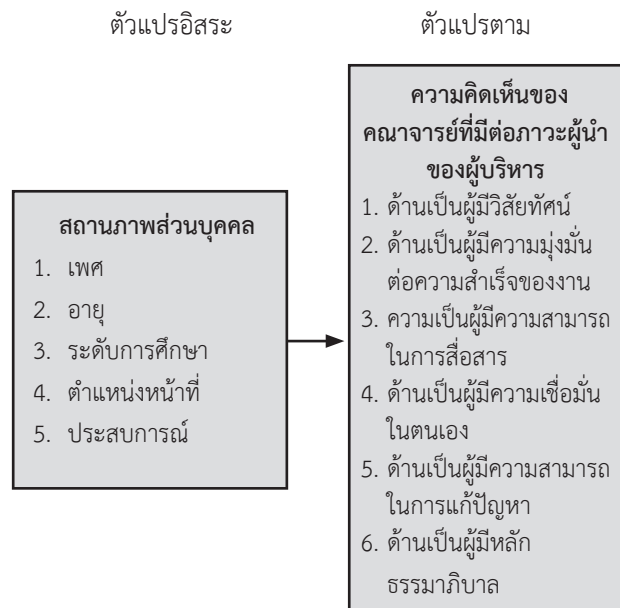 ตัวแปรอิสระ
ตัวแปรตาม
สถานภาพส่วนบุคคล
1. เพศ
2. อายุ
3. ระดับการศึกษา
4. ตำแหน่งหน้าที่
5. ประสบการณ์
ความคิดเห็นของ
คณาจารย์ที่มีต่อภาวะผู้นำ
ของผู้บริหาร
1. ด้านเป็นผู้มีวิสัยทัศน์
2. ด้านเป็นผู้มีความมุ่งมั่น
ต่อความสำเร็จของงาน
3. ความเป็นผู้มีความสามารถ
ในการสื่อสาร
4. ด้านเป็นผู้มีความเชื่อมั่น
ในตนเอง
5. ด้านเป็นผู้มีความสามารถ
ในการแก้ปัญหา
6. ด้านเป็นผู้มีหลัก
ธรรมาภิบาล